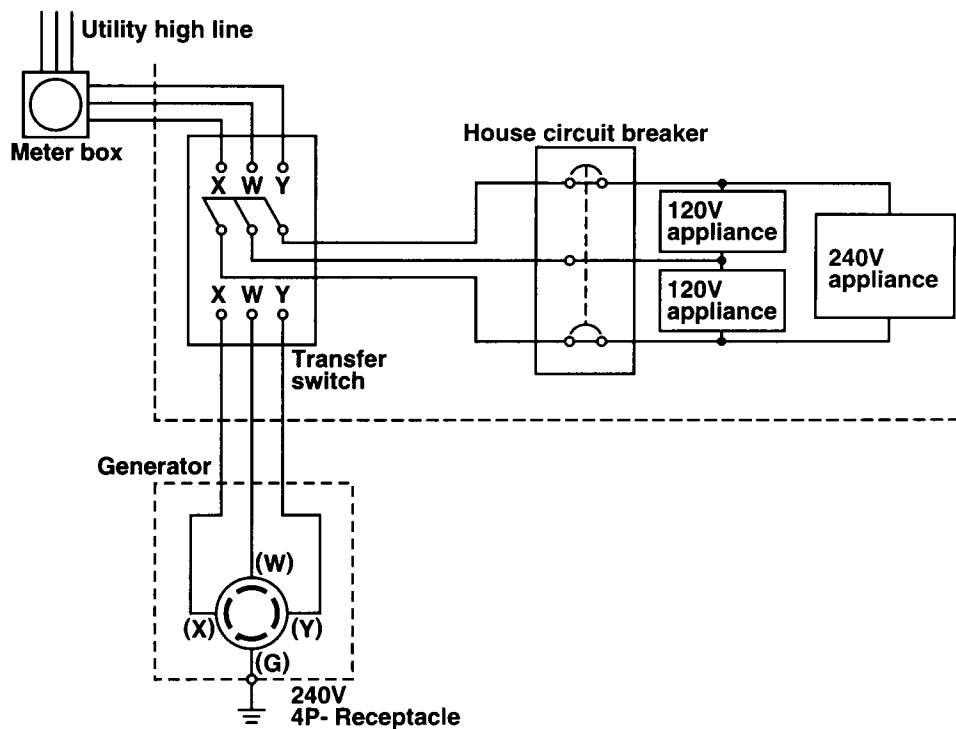 Utility high line
Meter box
X W Y
X W Y
Transfer
switch
House circuit breaker
120V
appliance
120V
appliance
240V
appliance
Generator
(W)
(X)
(Y)
(G)
240V
4P- Receptacle